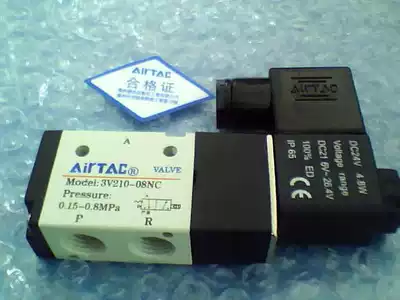 AirTAC
合格证
AirTAC
A
AirTAC® VALVE
Model: 3V210-08NC
Pressure:
0.15-0.8MPa
P R
DC24V 4.8W
Voltage range
DC21.6V~26.4V
100% ED
IP 65
CE